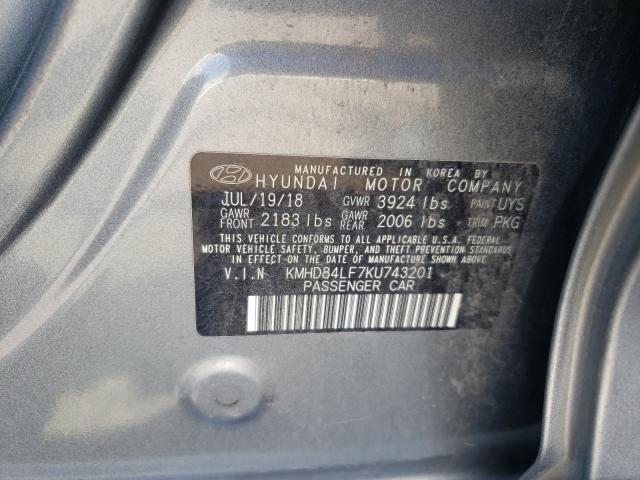 MANUFACTURED IN KOREA BY
HYUNDAI MOTOR COMPANY
JUL/19/18 GVWR 3924 lbs PAINT UYS
GAWR FRONT 2183 lbs GAWR REAR 2006 lbs TRIM PKG
THIS VEHICLE CONFORMS TO ALL APPLICABLE U.S.A. FEDERAL
MOTOR VEHICLE SAFETY, BUMPER, AND THEFT PREVENTION
STANDARDS IN EFFECT ON THE DATE OF MANUFACTURE SHOWN ABOVE.
V.I.N KMHD84LF7KU743201
PASSENGER CAR